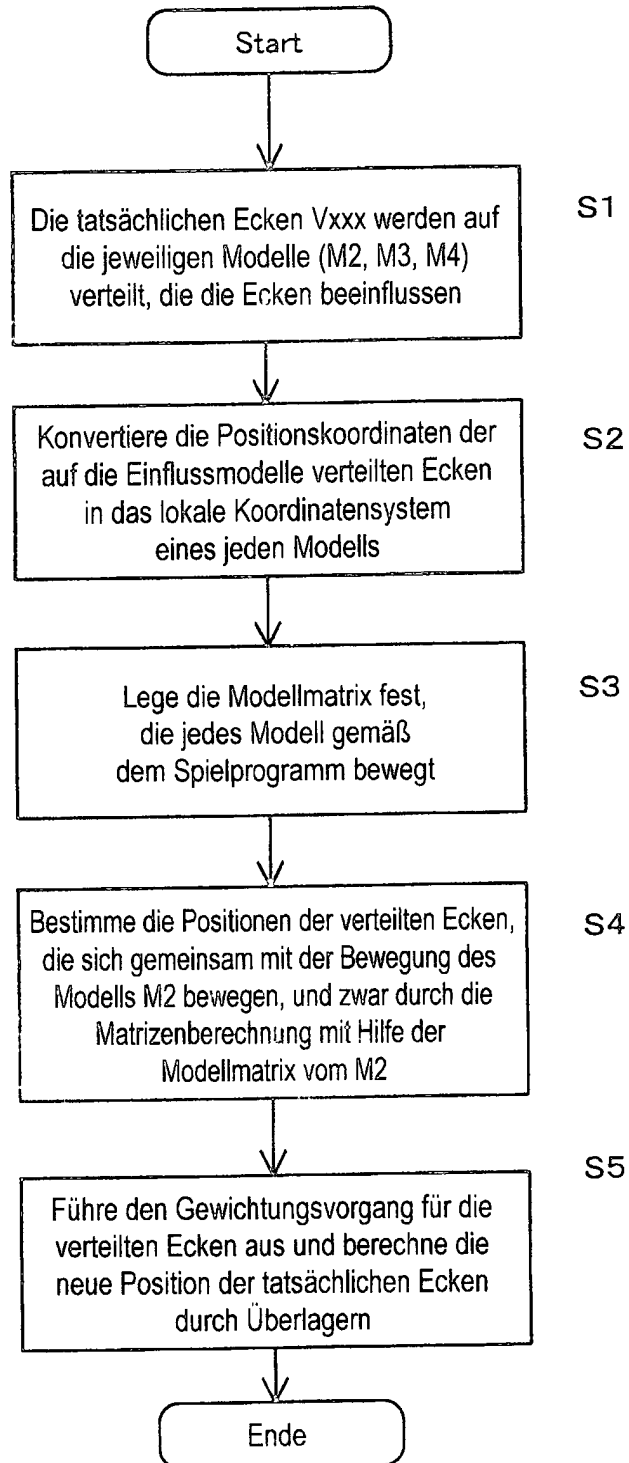 Start
S1
Die tatsächlichen Ecken Vxxx werden auf
die jeweiligen Modelle (M2, M3, M4)
verteilt, die die Ecken beeinflussen
S2
Konvertiere die Positionskoordinaten der
auf die Einflussmodelle verteilten Ecken
in das lokale Koordinatensystem
eines jeden Modells
S3
Lege die Modellmatrix fest,
die jedes Modell gemäß
dem Spielprogramm bewegt
S4
Bestimme die Positionen der verteilten Ecken,
die sich gemeinsam mit der Bewegung des
Modells M2 bewegen, und zwar durch die
Matrizenberechnung mit Hilfe der
Modellmatrix vom M2
S5
Führe den Gewichtungsvorgang für die
verteilten Ecken aus und berechne die
neue Position der tatsächlichen Ecken
durch Überlagern
Ende